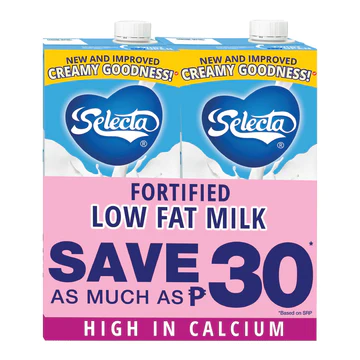 NEW AND IMPROVED
CREAMY GOODNESS!
Selecta®
NEW AND IMPROVED
CREAMY GOODNESS!
Selecta®
FORTIFIED
LOW FAT MILK
SAVE
AS MUCH AS ₱30*
*Based on SRP
HIGH IN CALCIUM